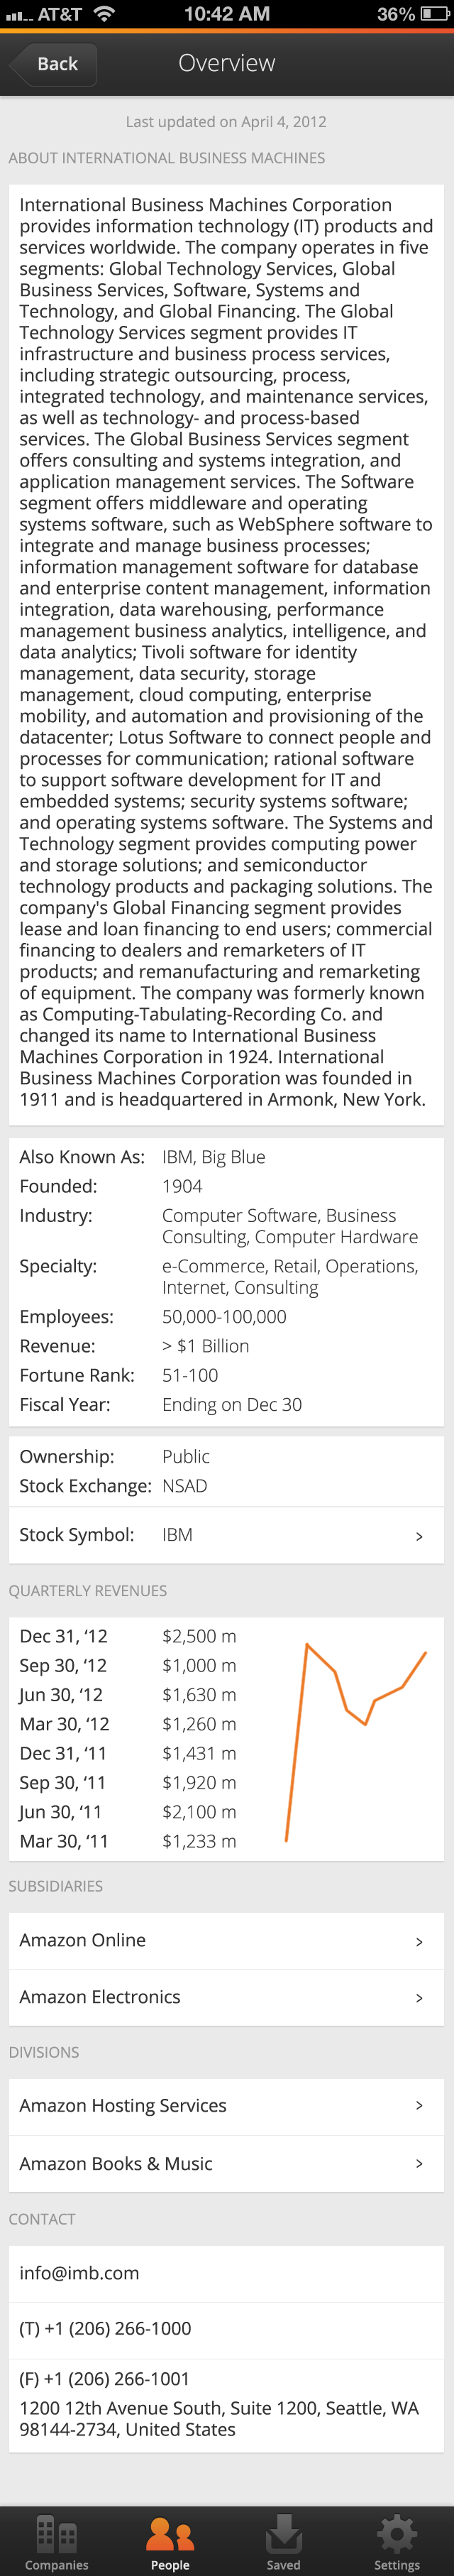 AT&T 10:42 AM 36%
Back Overview
Last updated on April 4, 2012
ABOUT INTERNATIONAL BUSINESS MACHINES
International Business Machines Corporation
provides information technology (IT) products and
services worldwide. The company operates in five
segments: Global Technology Services, Global
Business Services, Software, Systems and
Technology, and Global Financing. The Global
Technology Services segment provides IT
infrastructure and business process services,
including strategic outsourcing, process,
integrated technology, and maintenance services,
as well as technology- and process-based
services. The Global Business Services segment
offers consulting and systems integration, and
application management services. The Software
segment offers middleware and operating
systems software, such as WebSphere software to
integrate and manage business processes;
information management software for database
and enterprise content management, information
integration, data warehousing, performance
management business analytics, intelligence, and
data analytics; Tivoli software for identity
management, data security, storage
management, cloud computing, enterprise
mobility, and automation and provisioning of the
datacenter; Lotus Software to connect people and
processes for communication; rational software
to support software development for IT and
embedded systems; security systems software;
and operating systems software. The Systems and
Technology segment provides computing power
and storage solutions; and semiconductor
technology products and packaging solutions. The
company's Global Financing segment provides
lease and loan financing to end users; commercial
financing to dealers and remarketers of IT
products; and remanufacturing and remarketing
of equipment. The company was formerly known
as Computing-Tabulating-Recording Co. and
changed its name to International Business
Machines Corporation in 1924. International
Business Machines Corporation was founded in
1911 and is headquartered in Armonk, New York.
Also Known As: IBM, Big Blue
Founded: 1904
Industry: Computer Software, Business
Consulting, Computer Hardware
Specialty: e-Commerce, Retail, Operations,
Internet, Consulting
Employees: 50,000-100,000
Revenue: > $1 Billion
Fortune Rank: 51-100
Fiscal Year: Ending on Dec 30
Ownership: Public
Stock Exchange: NSAD
Stock Symbol: IBM
QUARTERLY REVENUES
Dec 31, ‘12 $2,500 m
Sep 30, ‘12 $1,000 m
Jun 30, ‘12 $1,630 m
Mar 30, ‘12 $1,260 m
Dec 31, ‘11 $1,431 m
Sep 30, ‘11 $1,920 m
Jun 30, ‘11 $2,100 m
Mar 30, ‘11 $1,233 m
SUBSIDIARIES
Amazon Online
Amazon Electronics
DIVISIONS
Amazon Hosting Services
Amazon Books & Music
CONTACT
info@imb.com
(T) +1 (206) 266-1000
(F) +1 (206) 266-1001
1200 12th Avenue South, Suite 1200, Seattle, WA
98144-2734, United States
Companies People Saved Settings